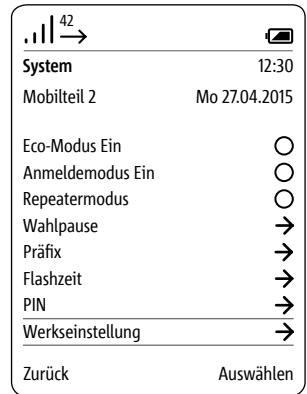 42
System 12:30
Mobilteil 2 Mo 27.04.2015
Eco-Modus Ein
Anmeldemodus Ein
Repeatermodus
Wahlpause
Präfix
Flashzeit
PIN
Werkseinstellung
Zurück Auswählen